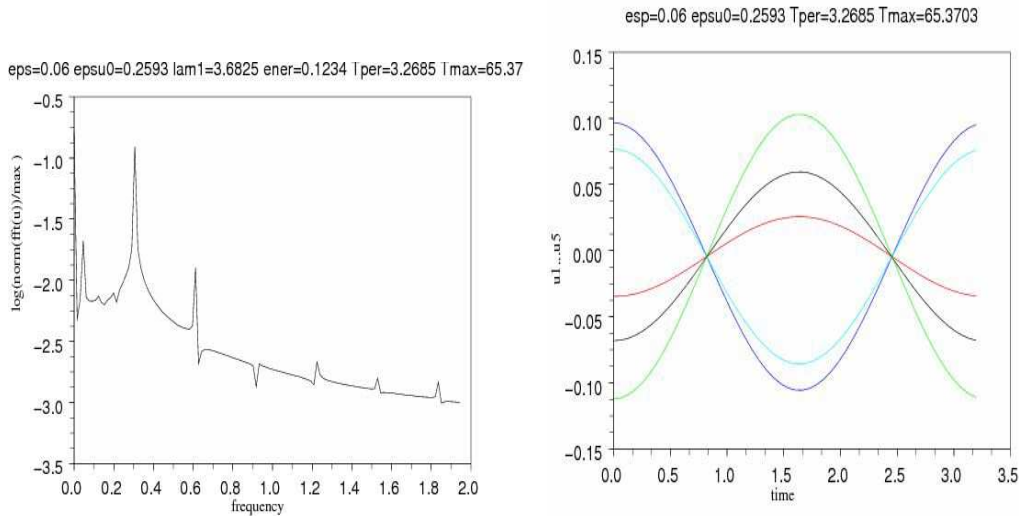 eps=0.06 epsu0=0.2593 lam1=3.6825 ener=0.1234 Tper=3.2685 Tmax=65.37
log(norm(fft(u))/max )
-0.5
-1.0
-1.5
-2.0
-2.5
-3.0
-3.5
0.0 0.2 0.4 0.6 0.8 1.0 1.2 1.4 1.6 1.8 2.0
frequency
esp=0.06 epsu0=0.2593 Tper=3.2685 Tmax=65.3703
u1...u5
0.15
0.10
0.05
0.00
-0.05
-0.10
-0.15
0.0 0.5 1.0 1.5 2.0 2.5 3.0 3.5
time